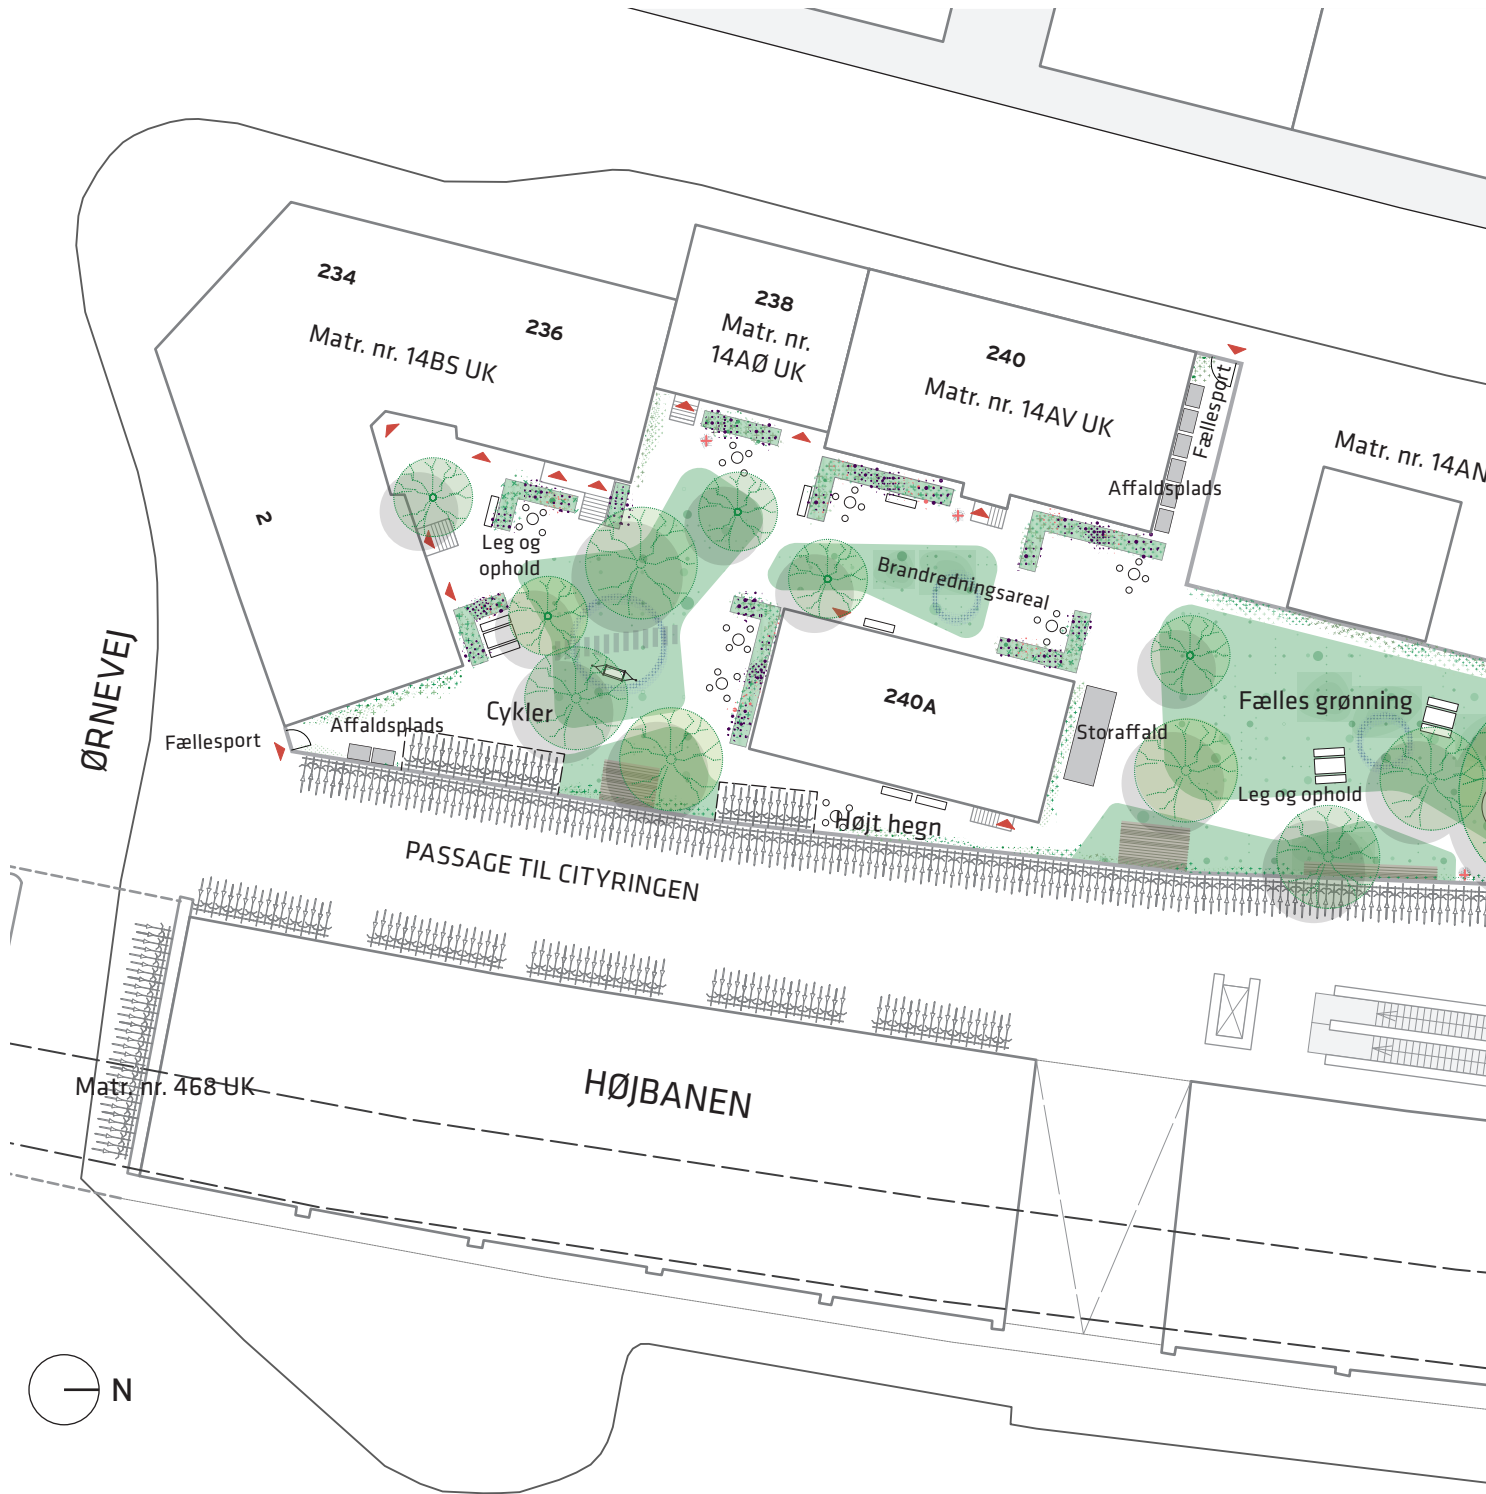 234
236
Matr. nr. 14BS UK
238
Matr. nr.
14AØ UK
240
Matr. nr. 14AV UK
Fællesport
Affaldsplads
Matr. nr. 14AN
2
Leg og
ophold
Brandredningsareal
240A
Fælles grønning
Storaffald
Leg og ophold
ØRNEVEJ
Fællesport
Affaldsplads
Cykler
Højt hegn
PASSAGE TIL CITYRINGEN
Matr. nr. 468 UK
HØJBANEN
N